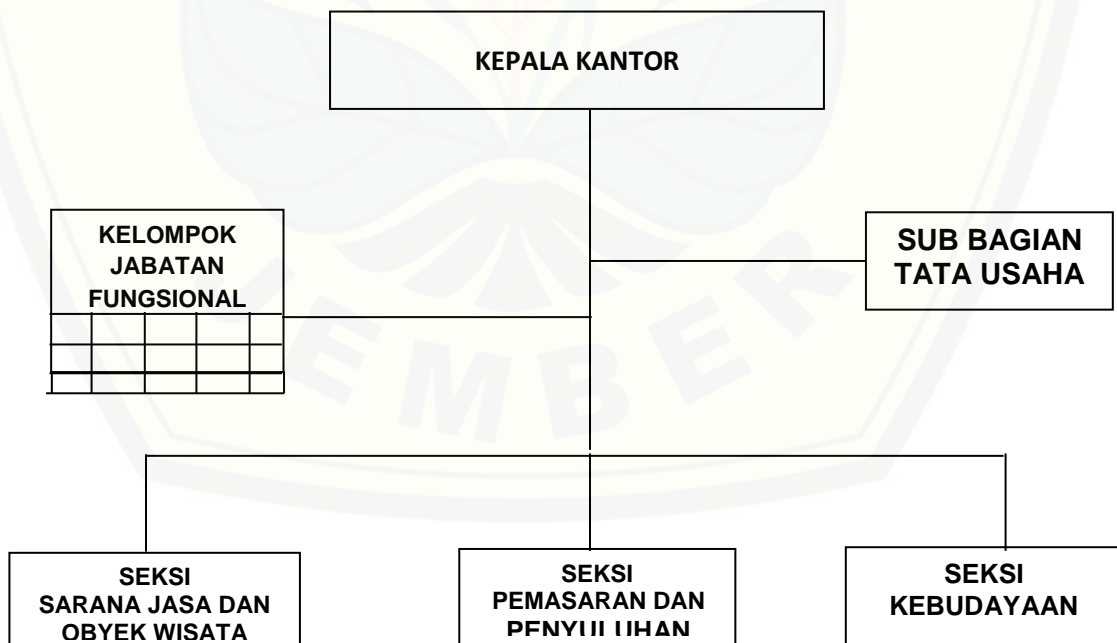 KEPALA KANTOR
KELOMPOK
JABATAN
FUNGSIONAL
SUB BAGIAN
TATA USAHA
JEMBER
SEKSI
SARANA JASA DAN
OBYEK WISATA
SEKSI
PEMASARAN DAN
PENYULUHAN
SEKSI
KEBUDAYAAN